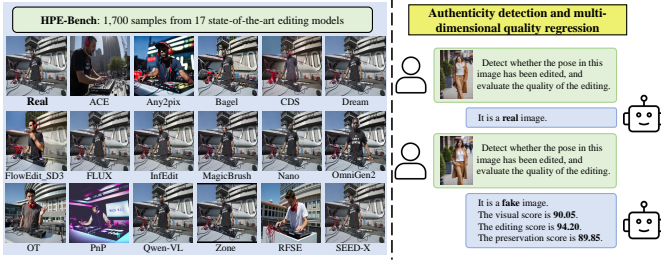 HPE-Bench: 1,700 samples from 17 state-of-the-art editing models
Real ACE Any2pix Bagel CDS Dream
FlowEdit_SD3 FLUX InfEdit MagicBrush Nano OmniGen2
OT PnP Qwen-VL Zone RFSE SEED-X
Authenticity detection and multi-
dimensional quality regression
Detect whether the pose in this
image has been edited, and
evaluate the quality of the editing.
It is a real image.
Detect whether the pose in this
image has been edited, and
evaluate the quality of the editing.
It is a fake image.
The visual score is 90.05.
The editing score is 94.20.
The preservation score is 89.85.